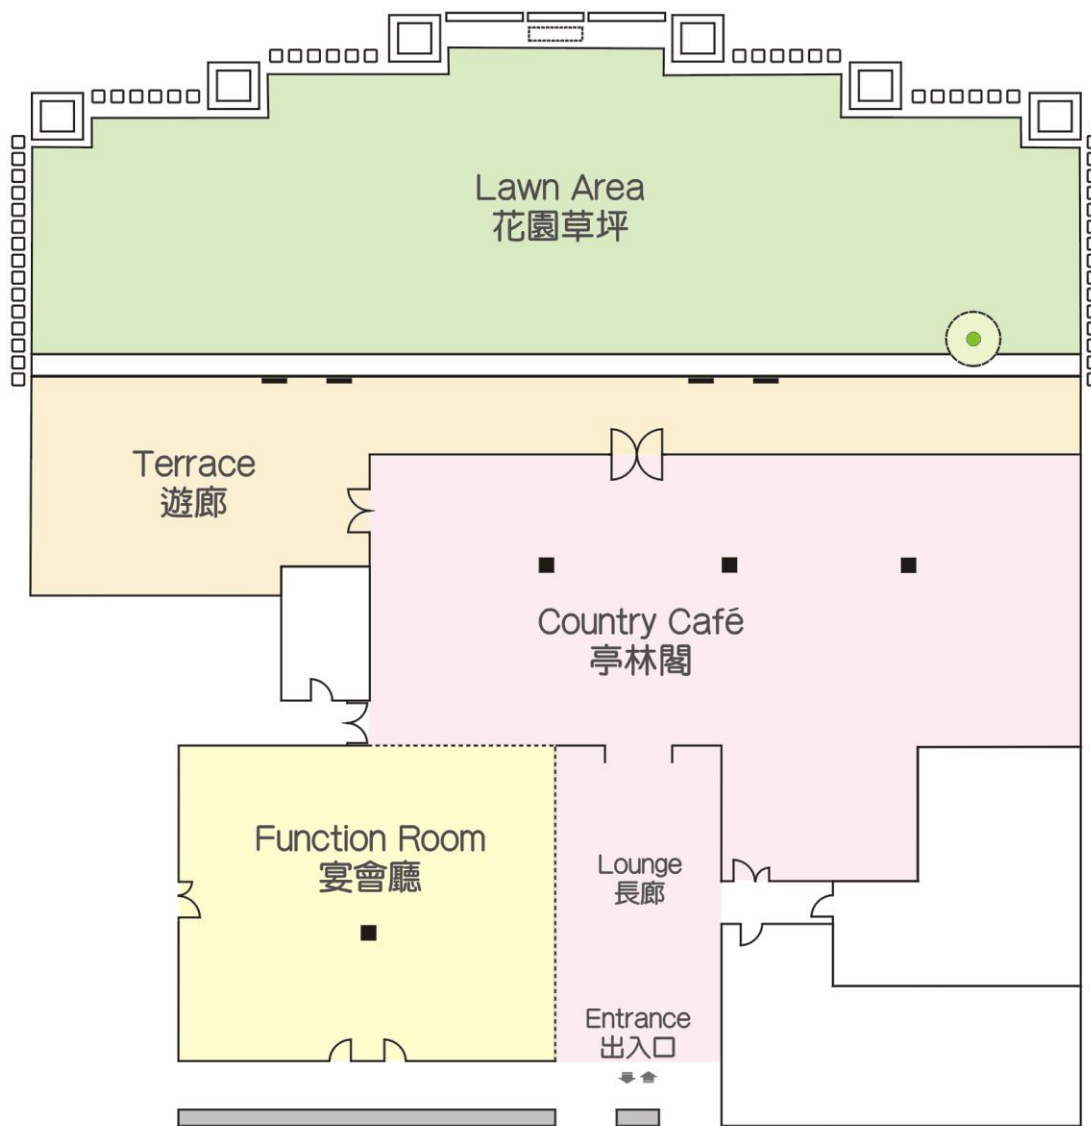 Lawn Area
花園草坪
Terrace
遊廊
Country Café
亭林閣
Function Room
宴會廳
Lounge
長廊
Entrance
出入口